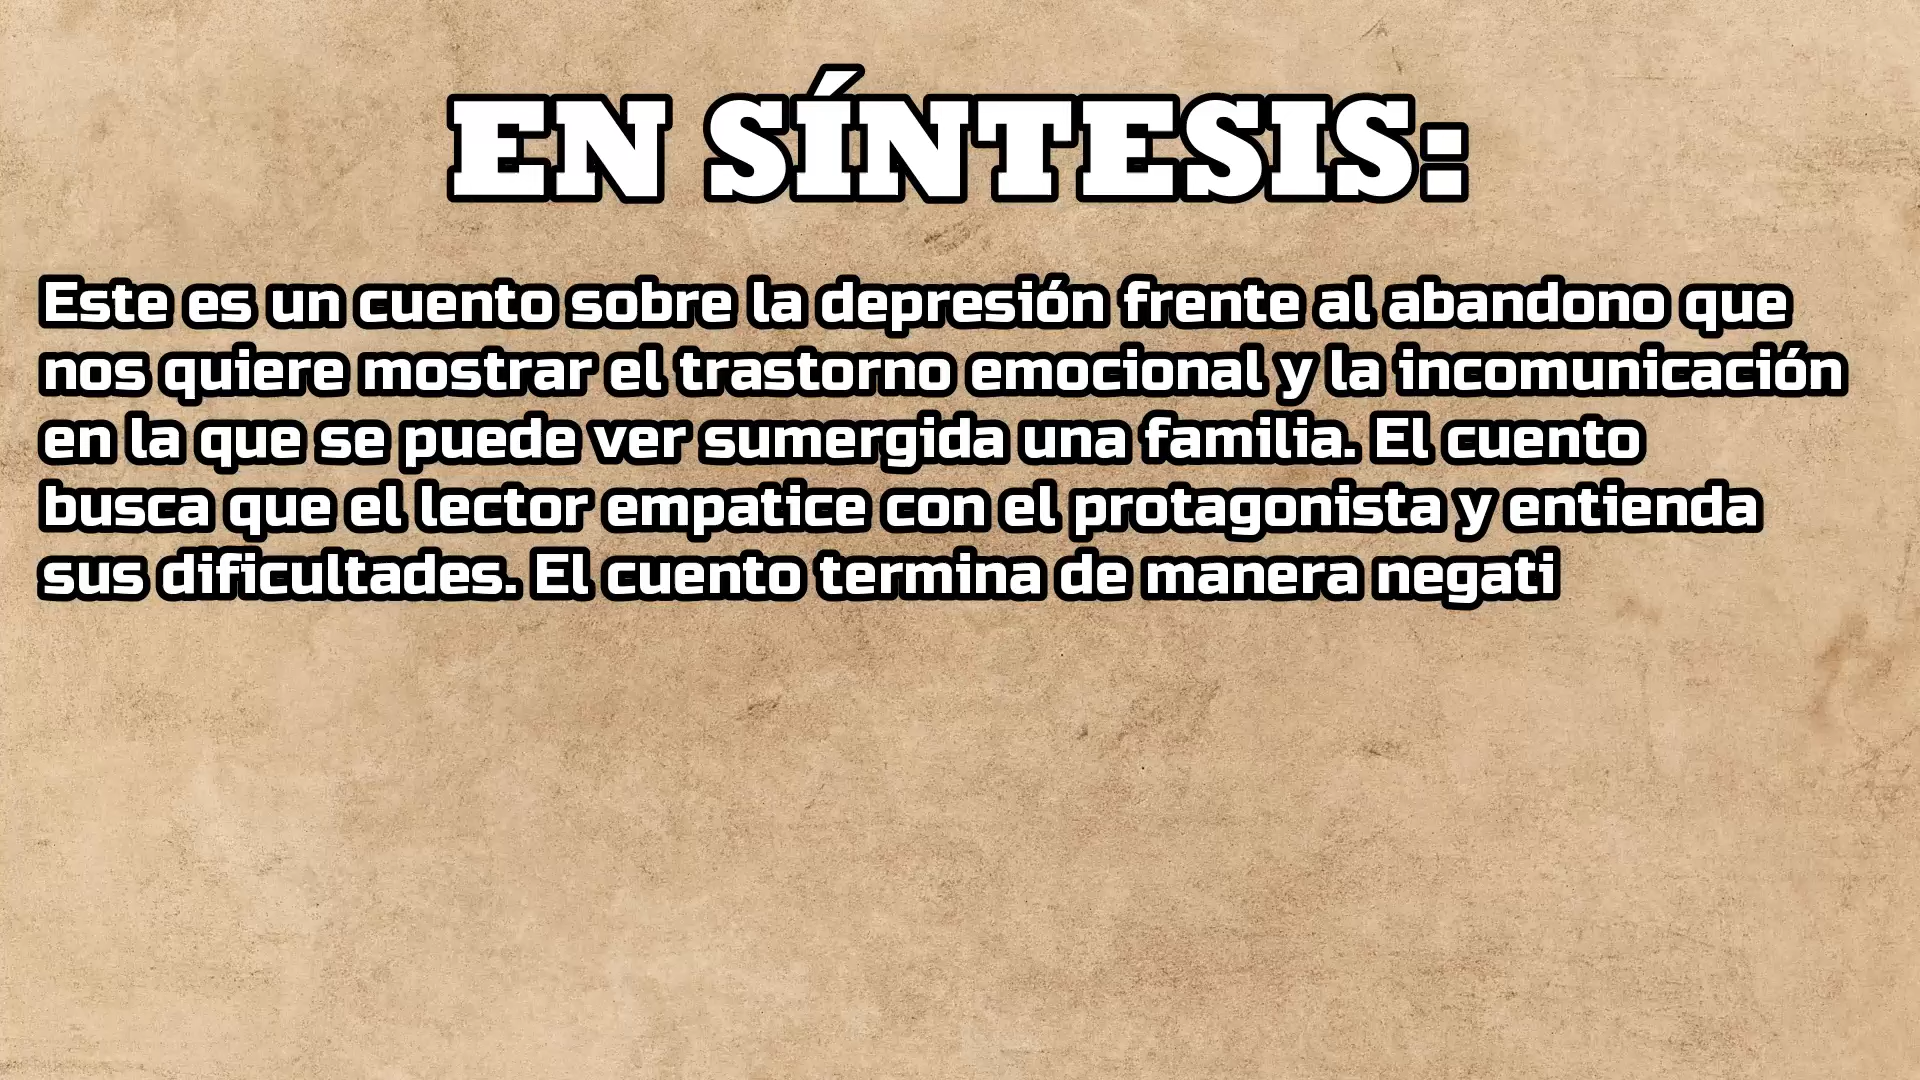 EN SÍNTESIS:
Este es un cuento sobre la depresión frente al abandono que
nos quiere mostrar el trastorno emocional y la incomunicación
en la que se puede ver sumergida una familia. El cuento
busca que el lector empatice con el protagonista y entienda
sus dificultades. El cuento termina de manera negati